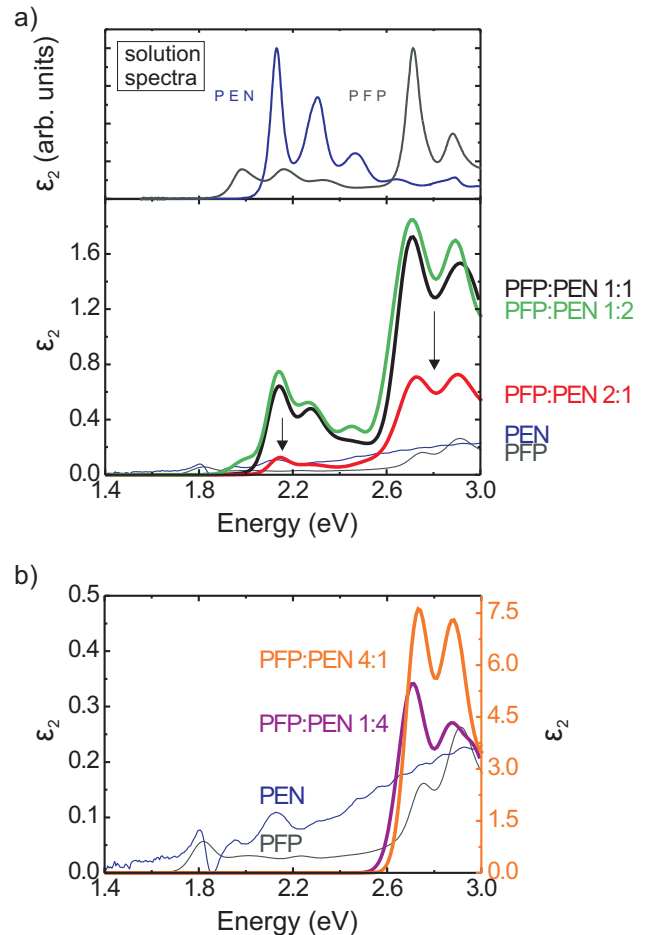 a)
ε2 (arb. units)
solution
spectra
PEN
PFP
ε2
1.6
1.2
0.8
0.4
0.0
PFP:PEN 1:1
PFP:PEN 1:2
PFP:PEN 2:1
PEN
PFP
1.4 1.8 2.2 2.6 3.0
Energy (eV)
b)
ε2
0.5
0.4
0.3
0.2
0.1
0.0
PFP:PEN 4:1
PFP:PEN 1:4
PEN
PFP
7.5
6.0
4.5
3.0
1.5
0.0
ε2
1.4 1.8 2.2 2.6 3.0
Energy (eV)